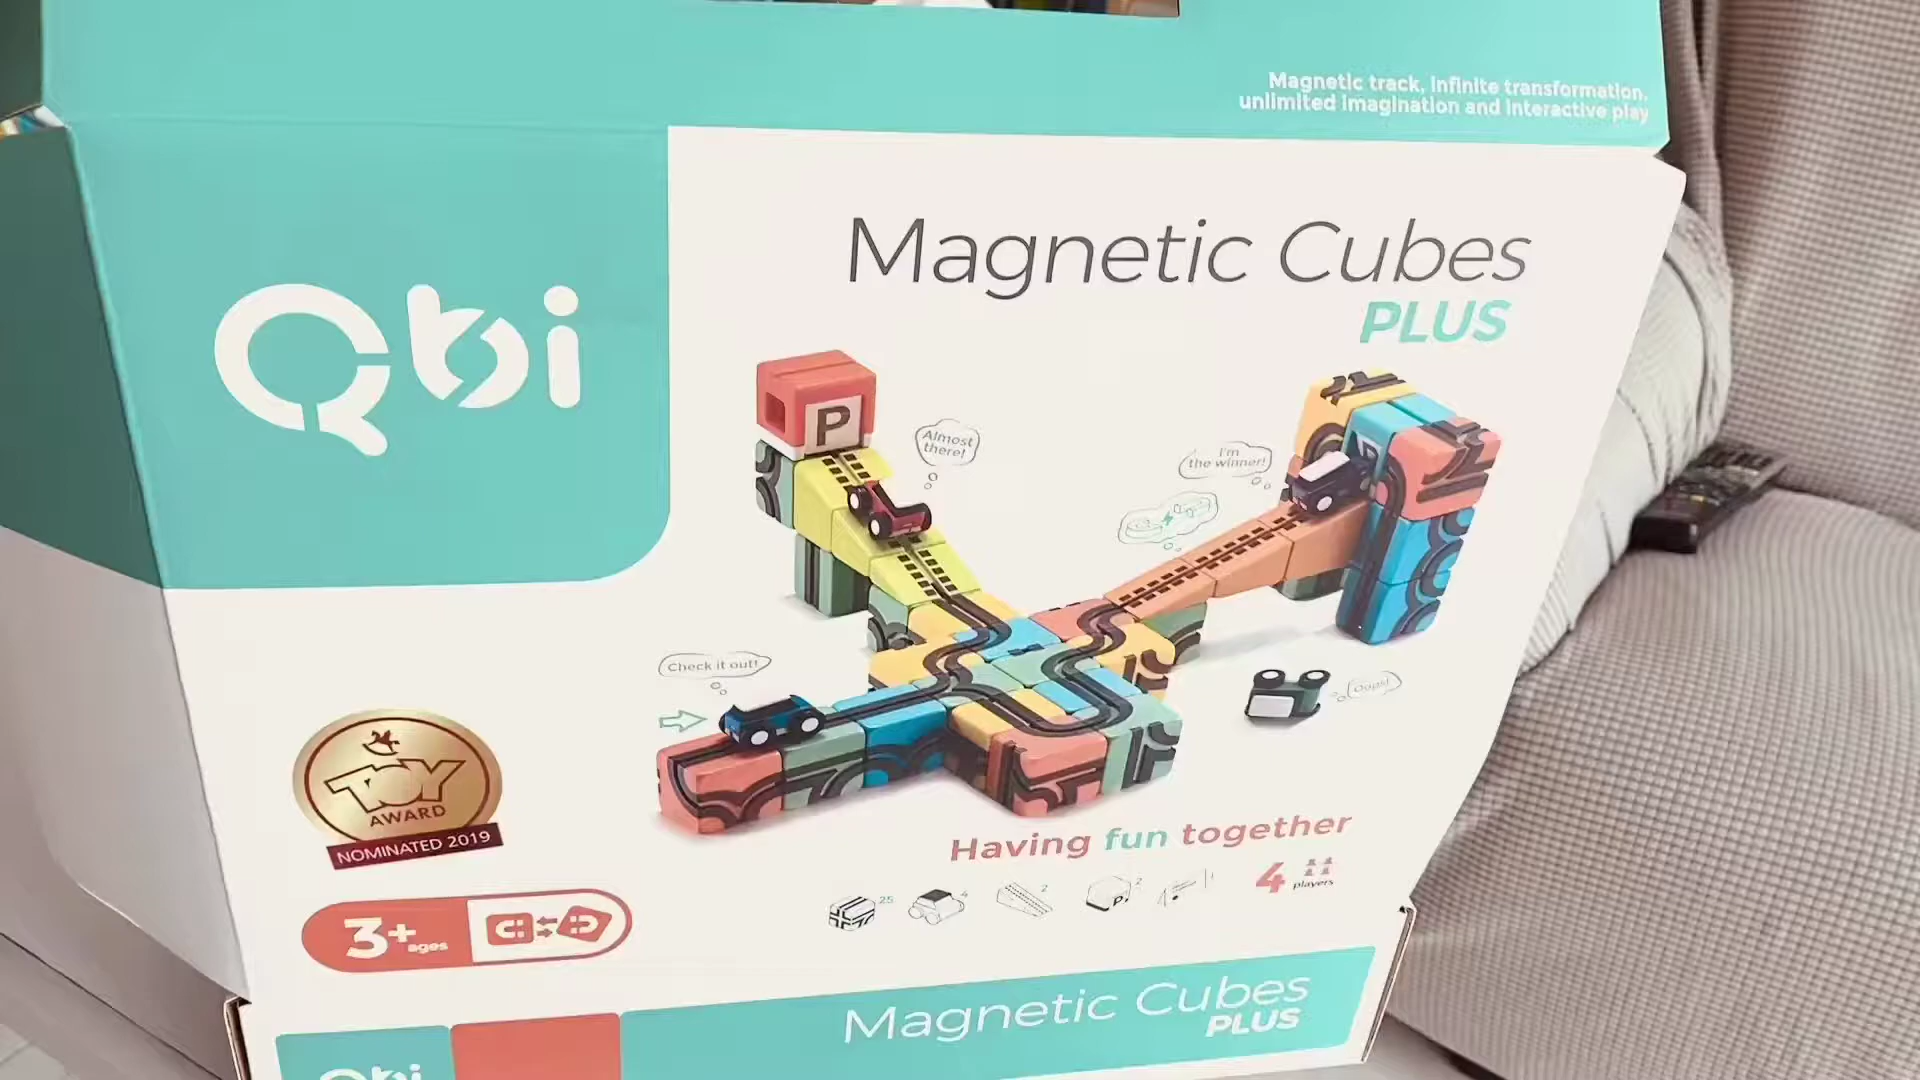 Magnetic track, infinite transformation,
unlimited imagination and interactive play
Qbi
Magnetic Cubes
PLUS
P
Almost
there!
I'm
the winner!
Check it out!
Oops!
TOY
AWARD
NOMINATED 2019
Having fun together
25
4
2
P
2
1
4
players
3+
ages
Magnetic Cubes
PLUS
Qbi